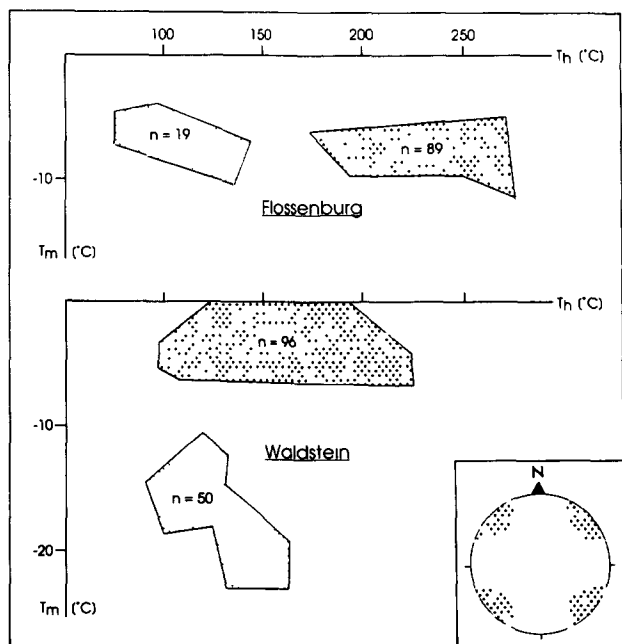 100 150 200 250
Th (°C)
n = 19
n = 89
-10
Flossenburg
Tm (°C)
Th (°C)
n = 96
-10
Waldstein
n = 50
-20
Tm (°C)
N